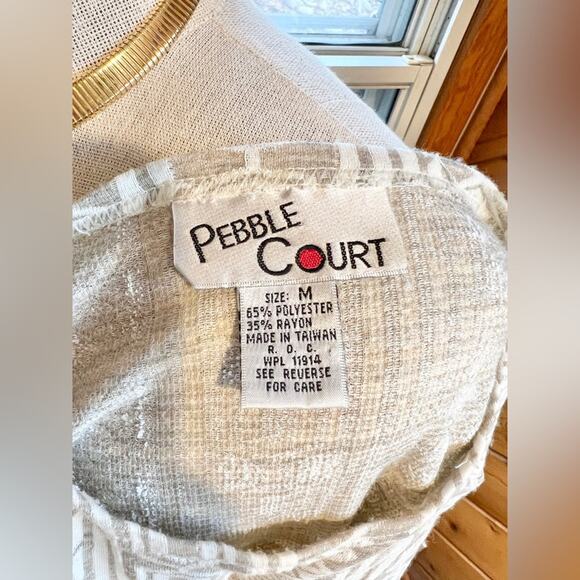 PEBBLE
COURT
SIZE: M
65% POLYESTER
35% RAYON
MADE IN TAIWAN
R. O. C.
WPL 11914
SEE REVERSE
FOR CARE